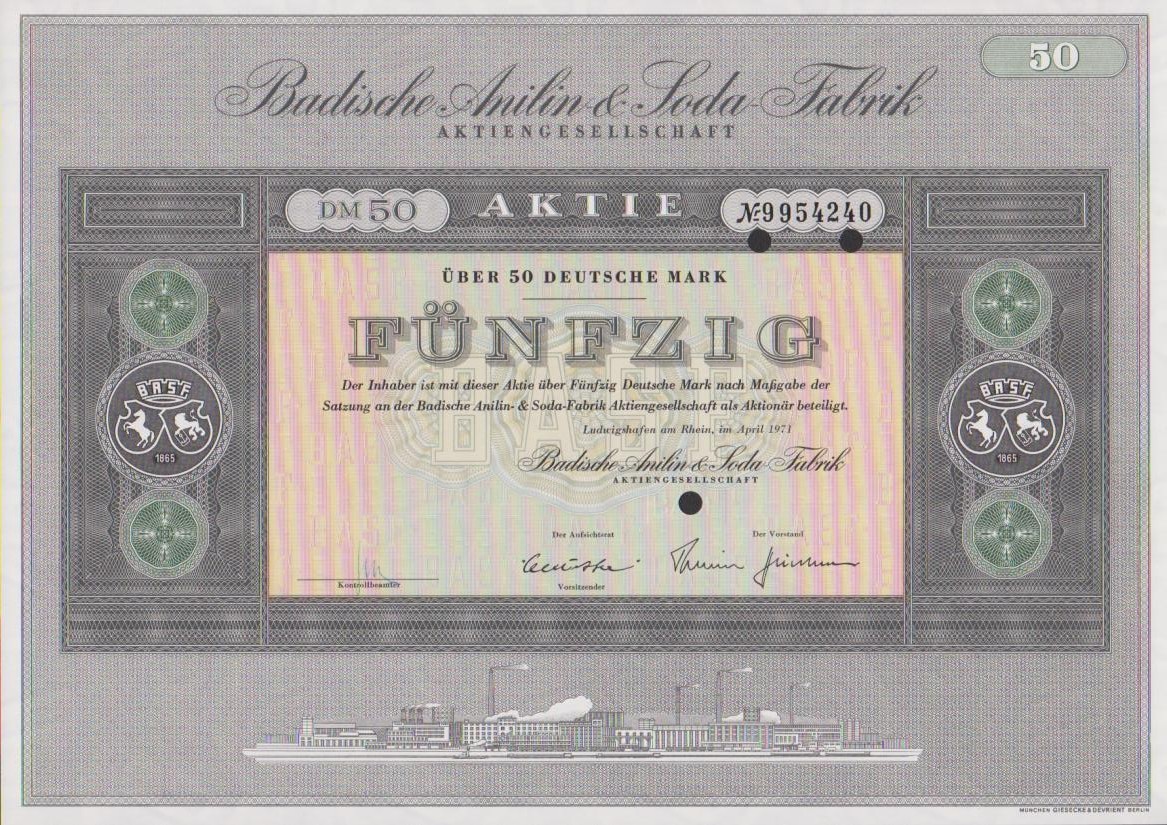 50
Badische Anilin- & Soda-Fabrik
AKTIENGESELLSCHAFT
DM 50
AKTIE
№9954240
ÜBER 50 DEUTSCHE MARK
FÜNFZIG
Der Inhaber ist mit dieser Aktie über Fünfzig Deutsche Mark nach Maßgabe der
Satzung an der Badische Anilin- & Soda-Fabrik Aktiengesellschaft als Aktionär beteiligt.
Ludwigshafen am Rhein, im April 1971
Badische Anilin & Soda-Fabrik
AKTIENGESELLSCHAFT
Der Aufsichtsrat
Der Vorstand
Kontrollbeamter
Vorsitzender
B'A'S'F
1865
B'A'S'F
1865
BASF
MÜNCHEN GIESECKE & DEVRIENT BERLIN